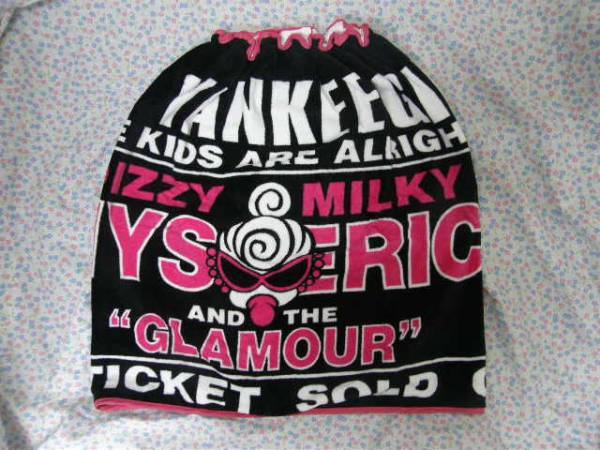 YANKEEGI
E KIDS ARE ALRIGH
IZZY MILKY
YS ERIC
AND THE
“GLAMOUR”
TICKET SOLD